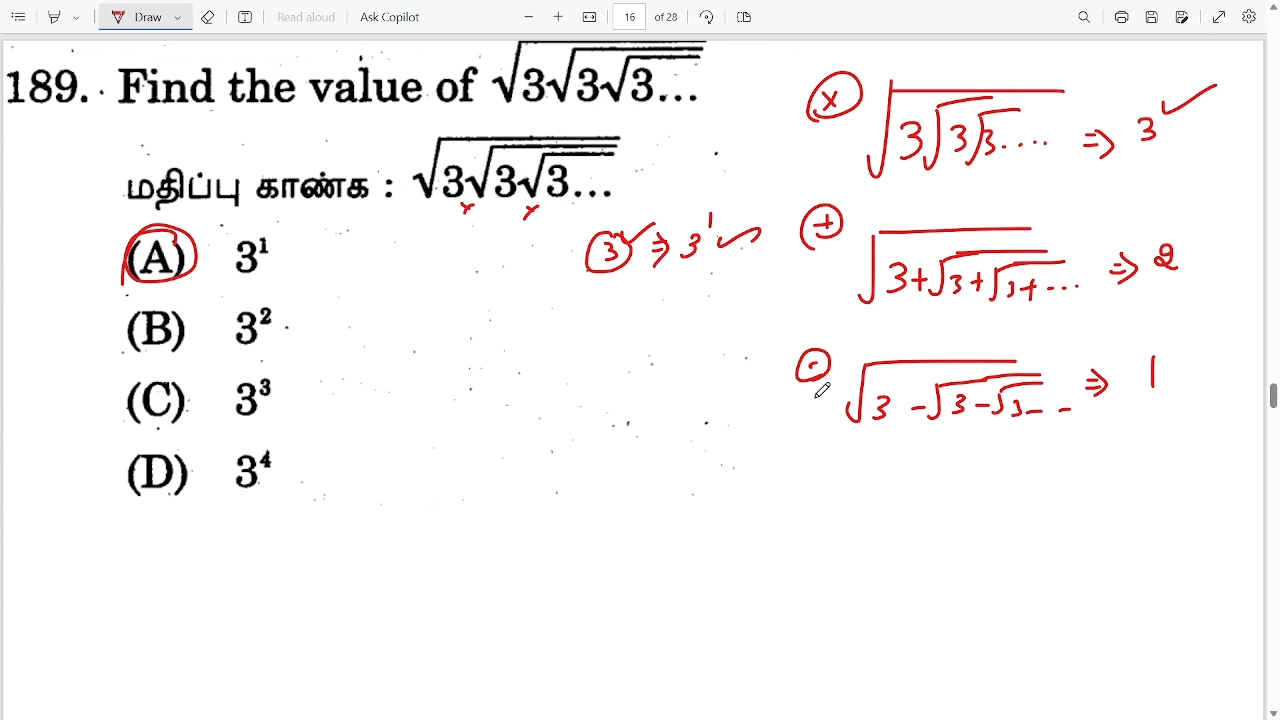 Draw
Read aloud
Ask Copilot
16 of 28
189. Find the value of √3√3√3...
மதிப்பு காண்க : √3√3√3...
(A) 3¹
(B) 3²
(C) 3³
(D) 3⁴
3 ⇒ 3¹
x √3√3√3.... ⇒ 3
+ √3+√3+√3+... ⇒ 2
- √3-√3-√3-- ⇒ 1